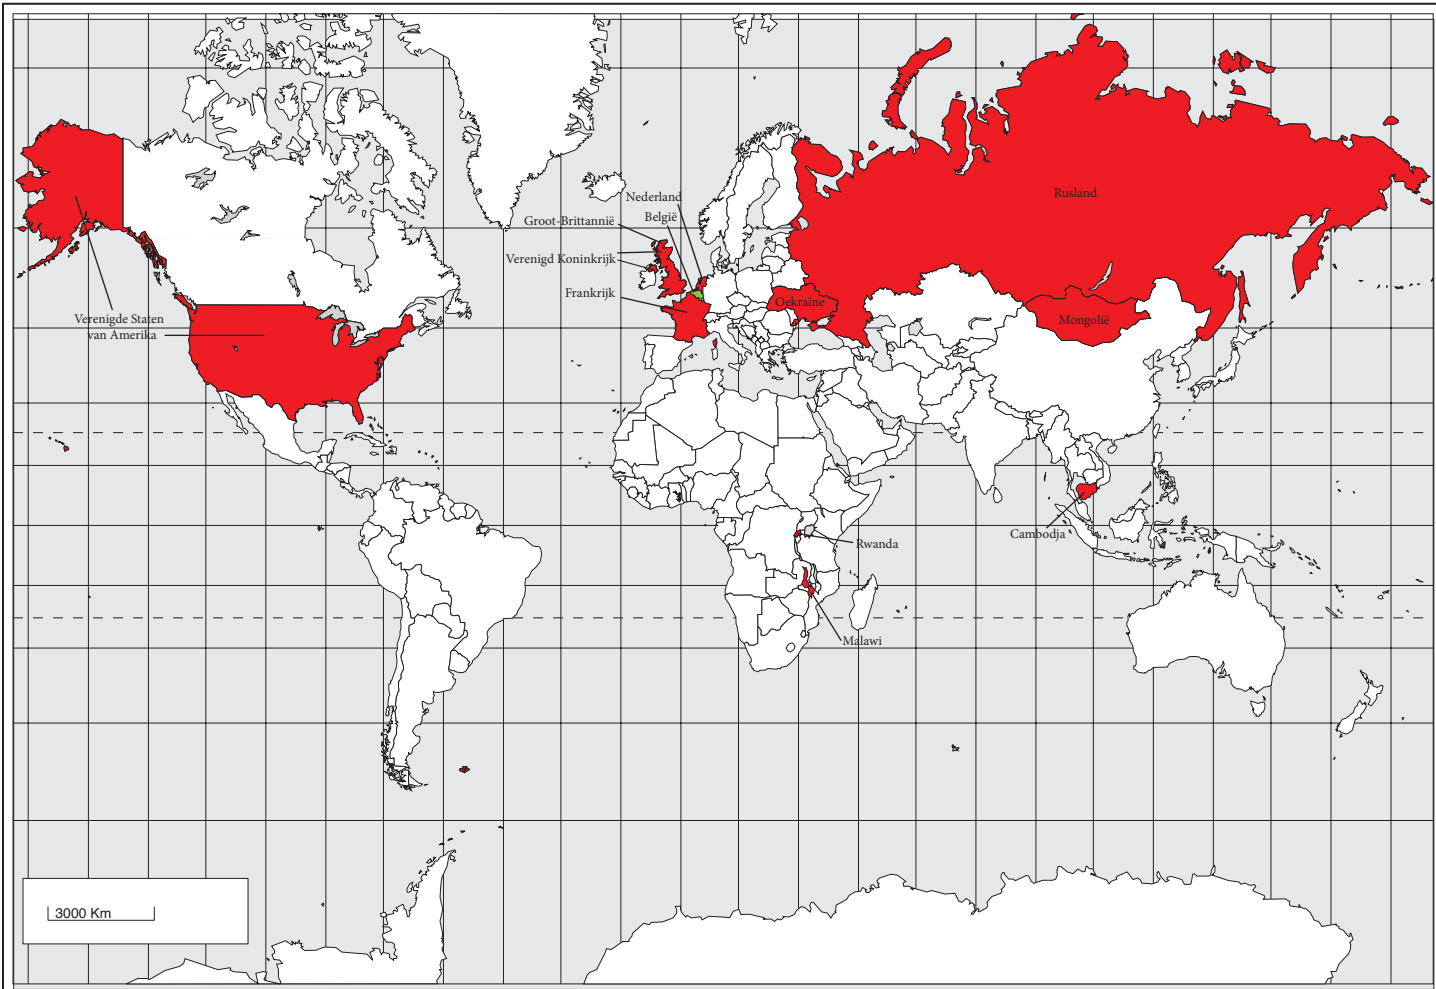 Rusland
Nederland
België
Groot-Brittannië
Verenigd Koninkrijk
Frankrijk
Oekraïne
Verenigde Staten
van Amerika
Mongolië
Cambodja
Rwanda
Malawi
3000 Km